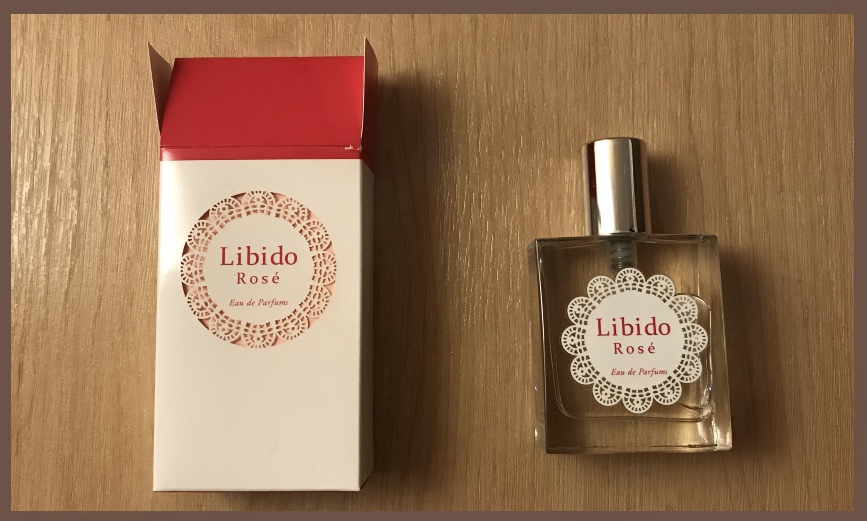 Libido
Rosé
Eau de Parfums
Libido
Rosé
Eau de Parfums